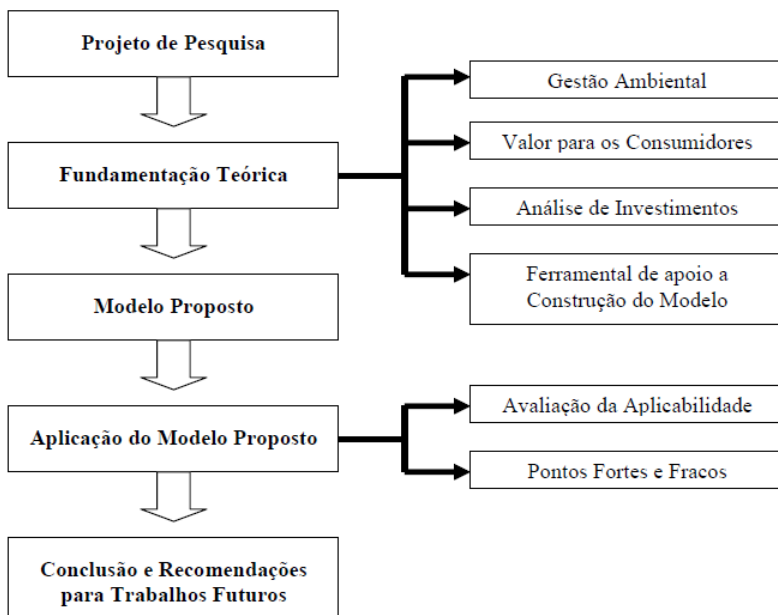 Projeto de Pesquisa
Fundamentação Teórica
Gestão Ambiental
Valor para os Consumidores
Análise de Investimentos
Ferramental de apoio a
Construção do Modelo
Modelo Proposto
Aplicação do Modelo Proposto
Avaliação da Aplicabilidade
Pontos Fortes e Fracos
Conclusão e Recomendações
para Trabalhos Futuros